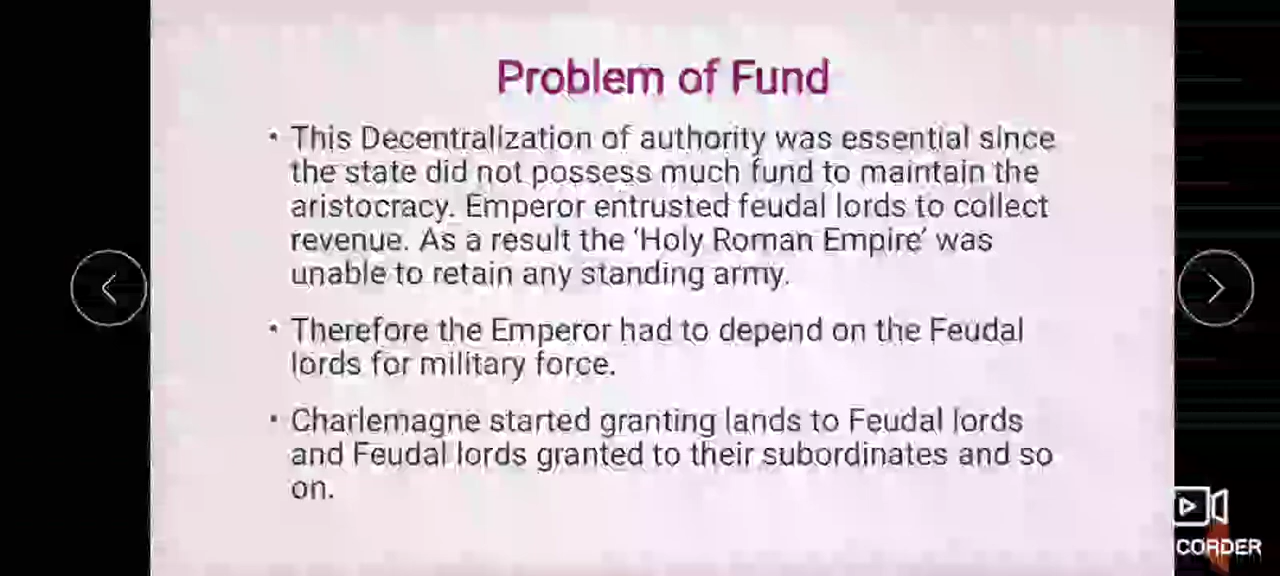 Problem of Fund
• This Decentralization of authority was essential since
the state did not possess much fund to maintain the
aristocracy. Emperor entrusted feudal lords to collect
revenue. As a result the ‘Holy Roman Empire’ was
unable to retain any standing army.
• Therefore the Emperor had to depend on the Feudal
lords for military force.
• Charlemagne started granting lands to Feudal lords
and Feudal lords granted to their subordinates and so
on.
CORDER